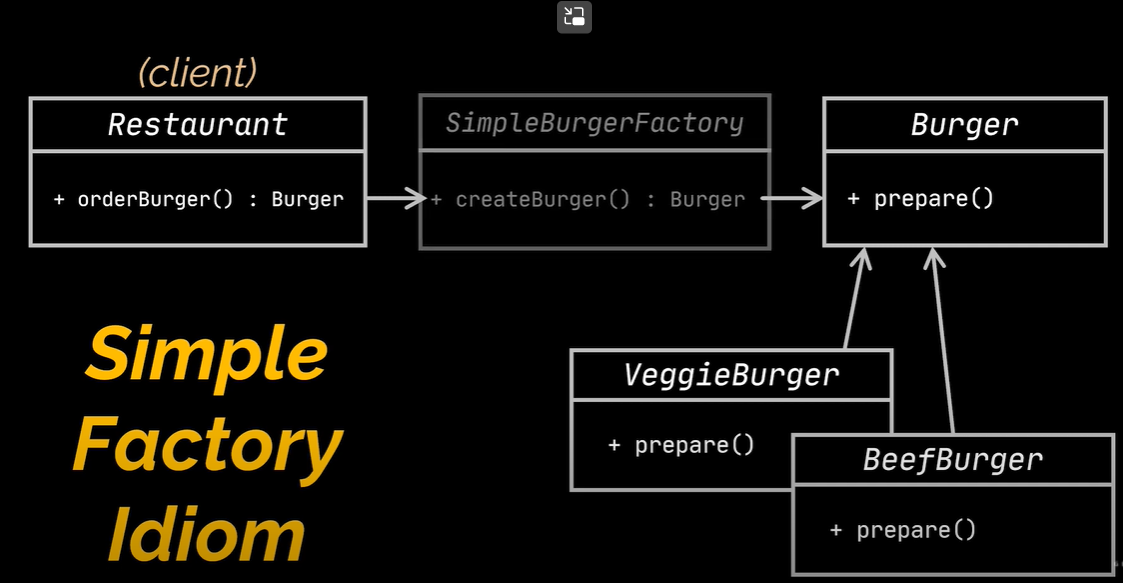 (client)
Restaurant
+ orderBurger() : Burger
SimpleBurgerFactory
+ createBurger() : Burger
Burger
+ prepare()
VeggieBurger
+ prepare()
BeefBurger
+ prepare()
Simple
Factory
Idiom